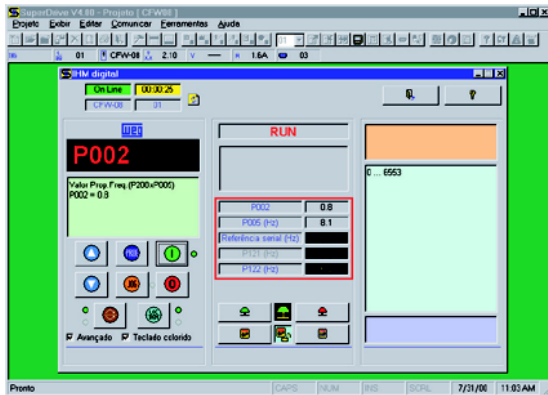 SuperDrive V4.00 - Projeto [ CFW08 ]
Projeto Exibir Editar Comunicar Ferramentas Ajuda
01
01 CFW-08 2.10 V — 1.6A 03
IHM digital
On Line 00:00:25
CFW-08 01
WEG
RUN
P002
0 ... 6553
Valor Prop.Freq.(P208xP005)
P002 = 0.8
P002 0.8
P005 (Hz) 8.1
Referência serial (Hz)
P121 (Hz)
P122 (Hz)
PROG
JOG
Avançado Teclado colorido
Pronto CAPS NUM INS SCRL 7/31/00 11:03 AM